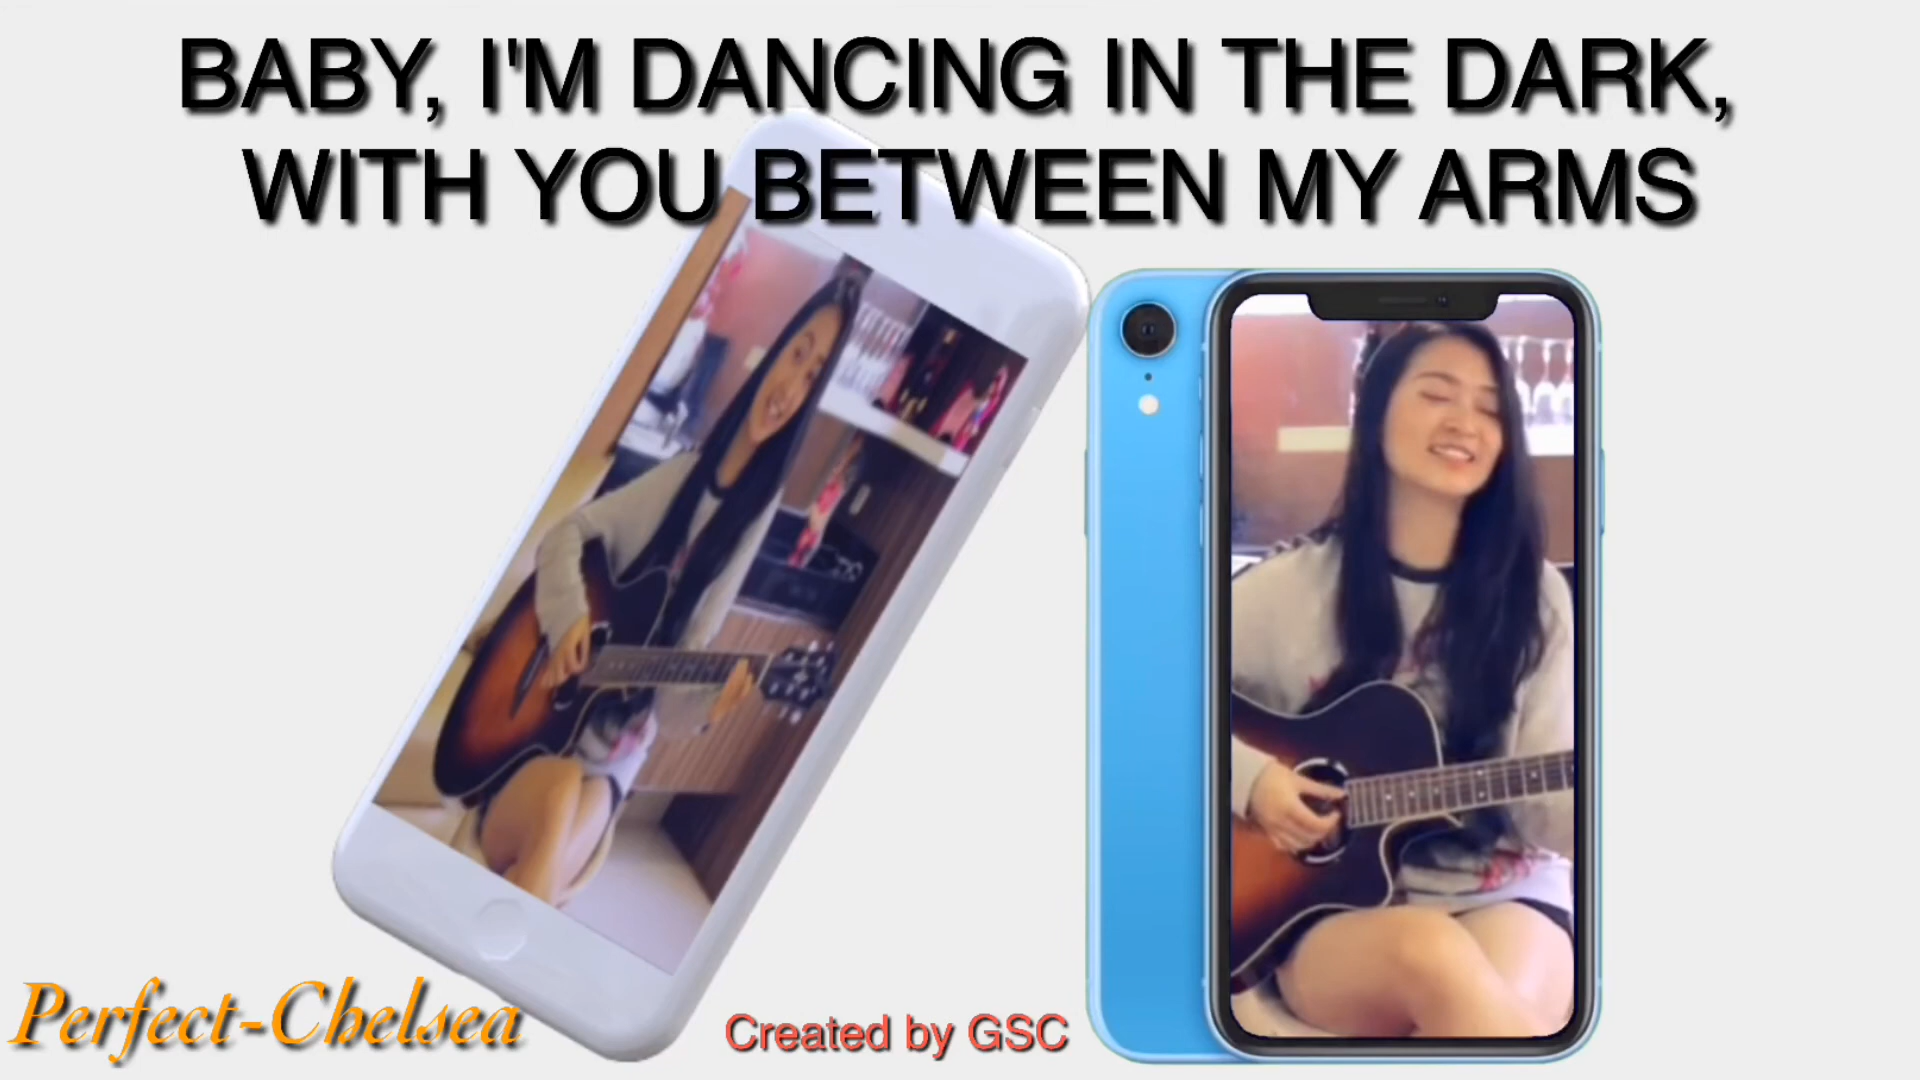 BABY, I'M DANCING IN THE DARK,
WITH YOU BETWEEN MY ARMS
Perfect-Chelsea
Created by GSC